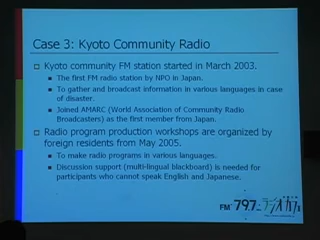 Case 3: Kyoto Community Radio
Kyoto community FM station started in March 2003.
The first FM radio station by NPO in Japan.
To gather and broadcast information in various languages in case
of disaster.
Joined AMARC (World Association of Community Radio
Broadcasters) as the first member from Japan.
Radio program production workshops are organized by
foreign residents from May 2005.
To make radio programs in various languages.
Discussion support (multi-lingual blackboard) is needed for
participants who cannot speak English and Japanese.
FM 79.7